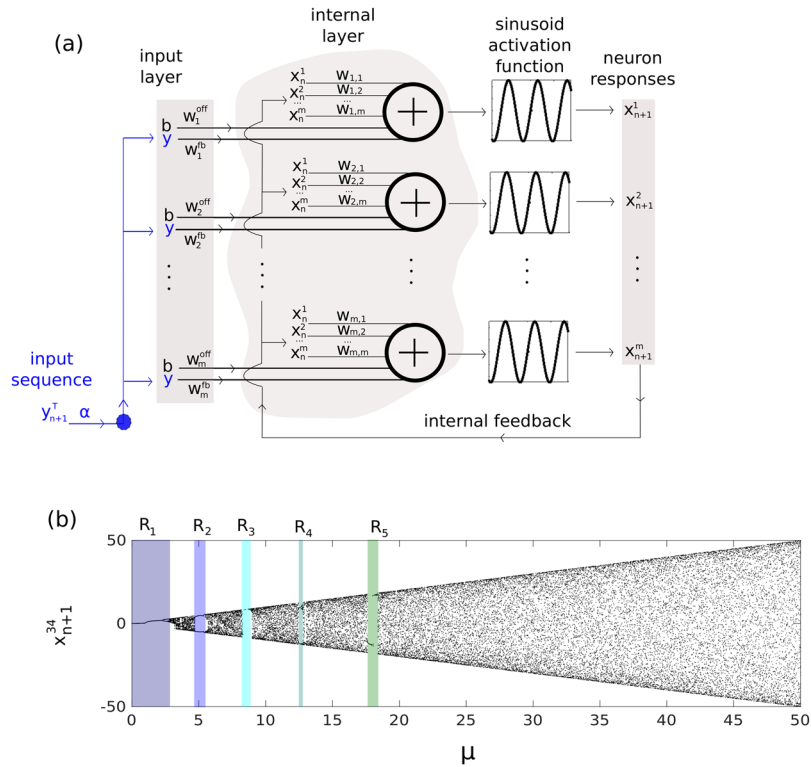 (a)
input
layer
internal
layer
sinusoid
activation
function
neuron
responses
x_n^1 w_{1,1}
x_n^2 w_{1,2}
... ...
x_n^m w_{1,m}
x_{n+1}^1
b w_1^{off}
y w_1^{fb}
x_n^1 w_{2,1}
x_n^2 w_{2,2}
... ...
x_n^m w_{2,m}
x_{n+1}^2
b w_2^{off}
y w_2^{fb}
x_n^1 w_{m,1}
x_n^2 w_{m,2}
... ...
x_n^m w_{m,m}
x_{n+1}^m
b w_m^{off}
y w_m^{fb}
input
sequence
y_{n+1}^T α
internal feedback
(b)
R_1 R_2 R_3 R_4 R_5
50
0
-50
x_{n+1}^{34}
0 5 10 15 20 25 30 35 40 45 50
μ